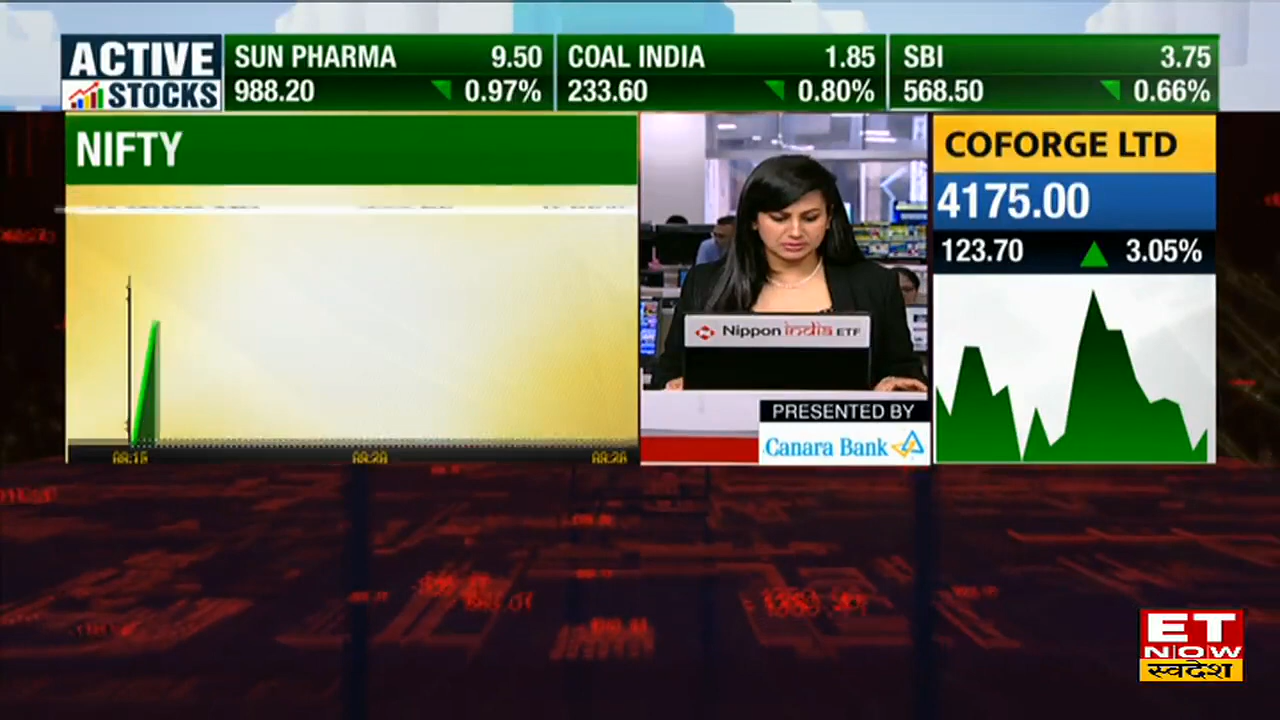 ACTIVE
STOCKS
SUN PHARMA 9.50
988.20 0.97%
COAL INDIA 1.85
233.60 0.80%
SBI 3.75
568.50 0.66%
NIFTY
COFORGE LTD
4175.00
123.70 3.05%
Nippon india ETF
PRESENTED BY
Canara Bank
ET
NOW
स्वदेश